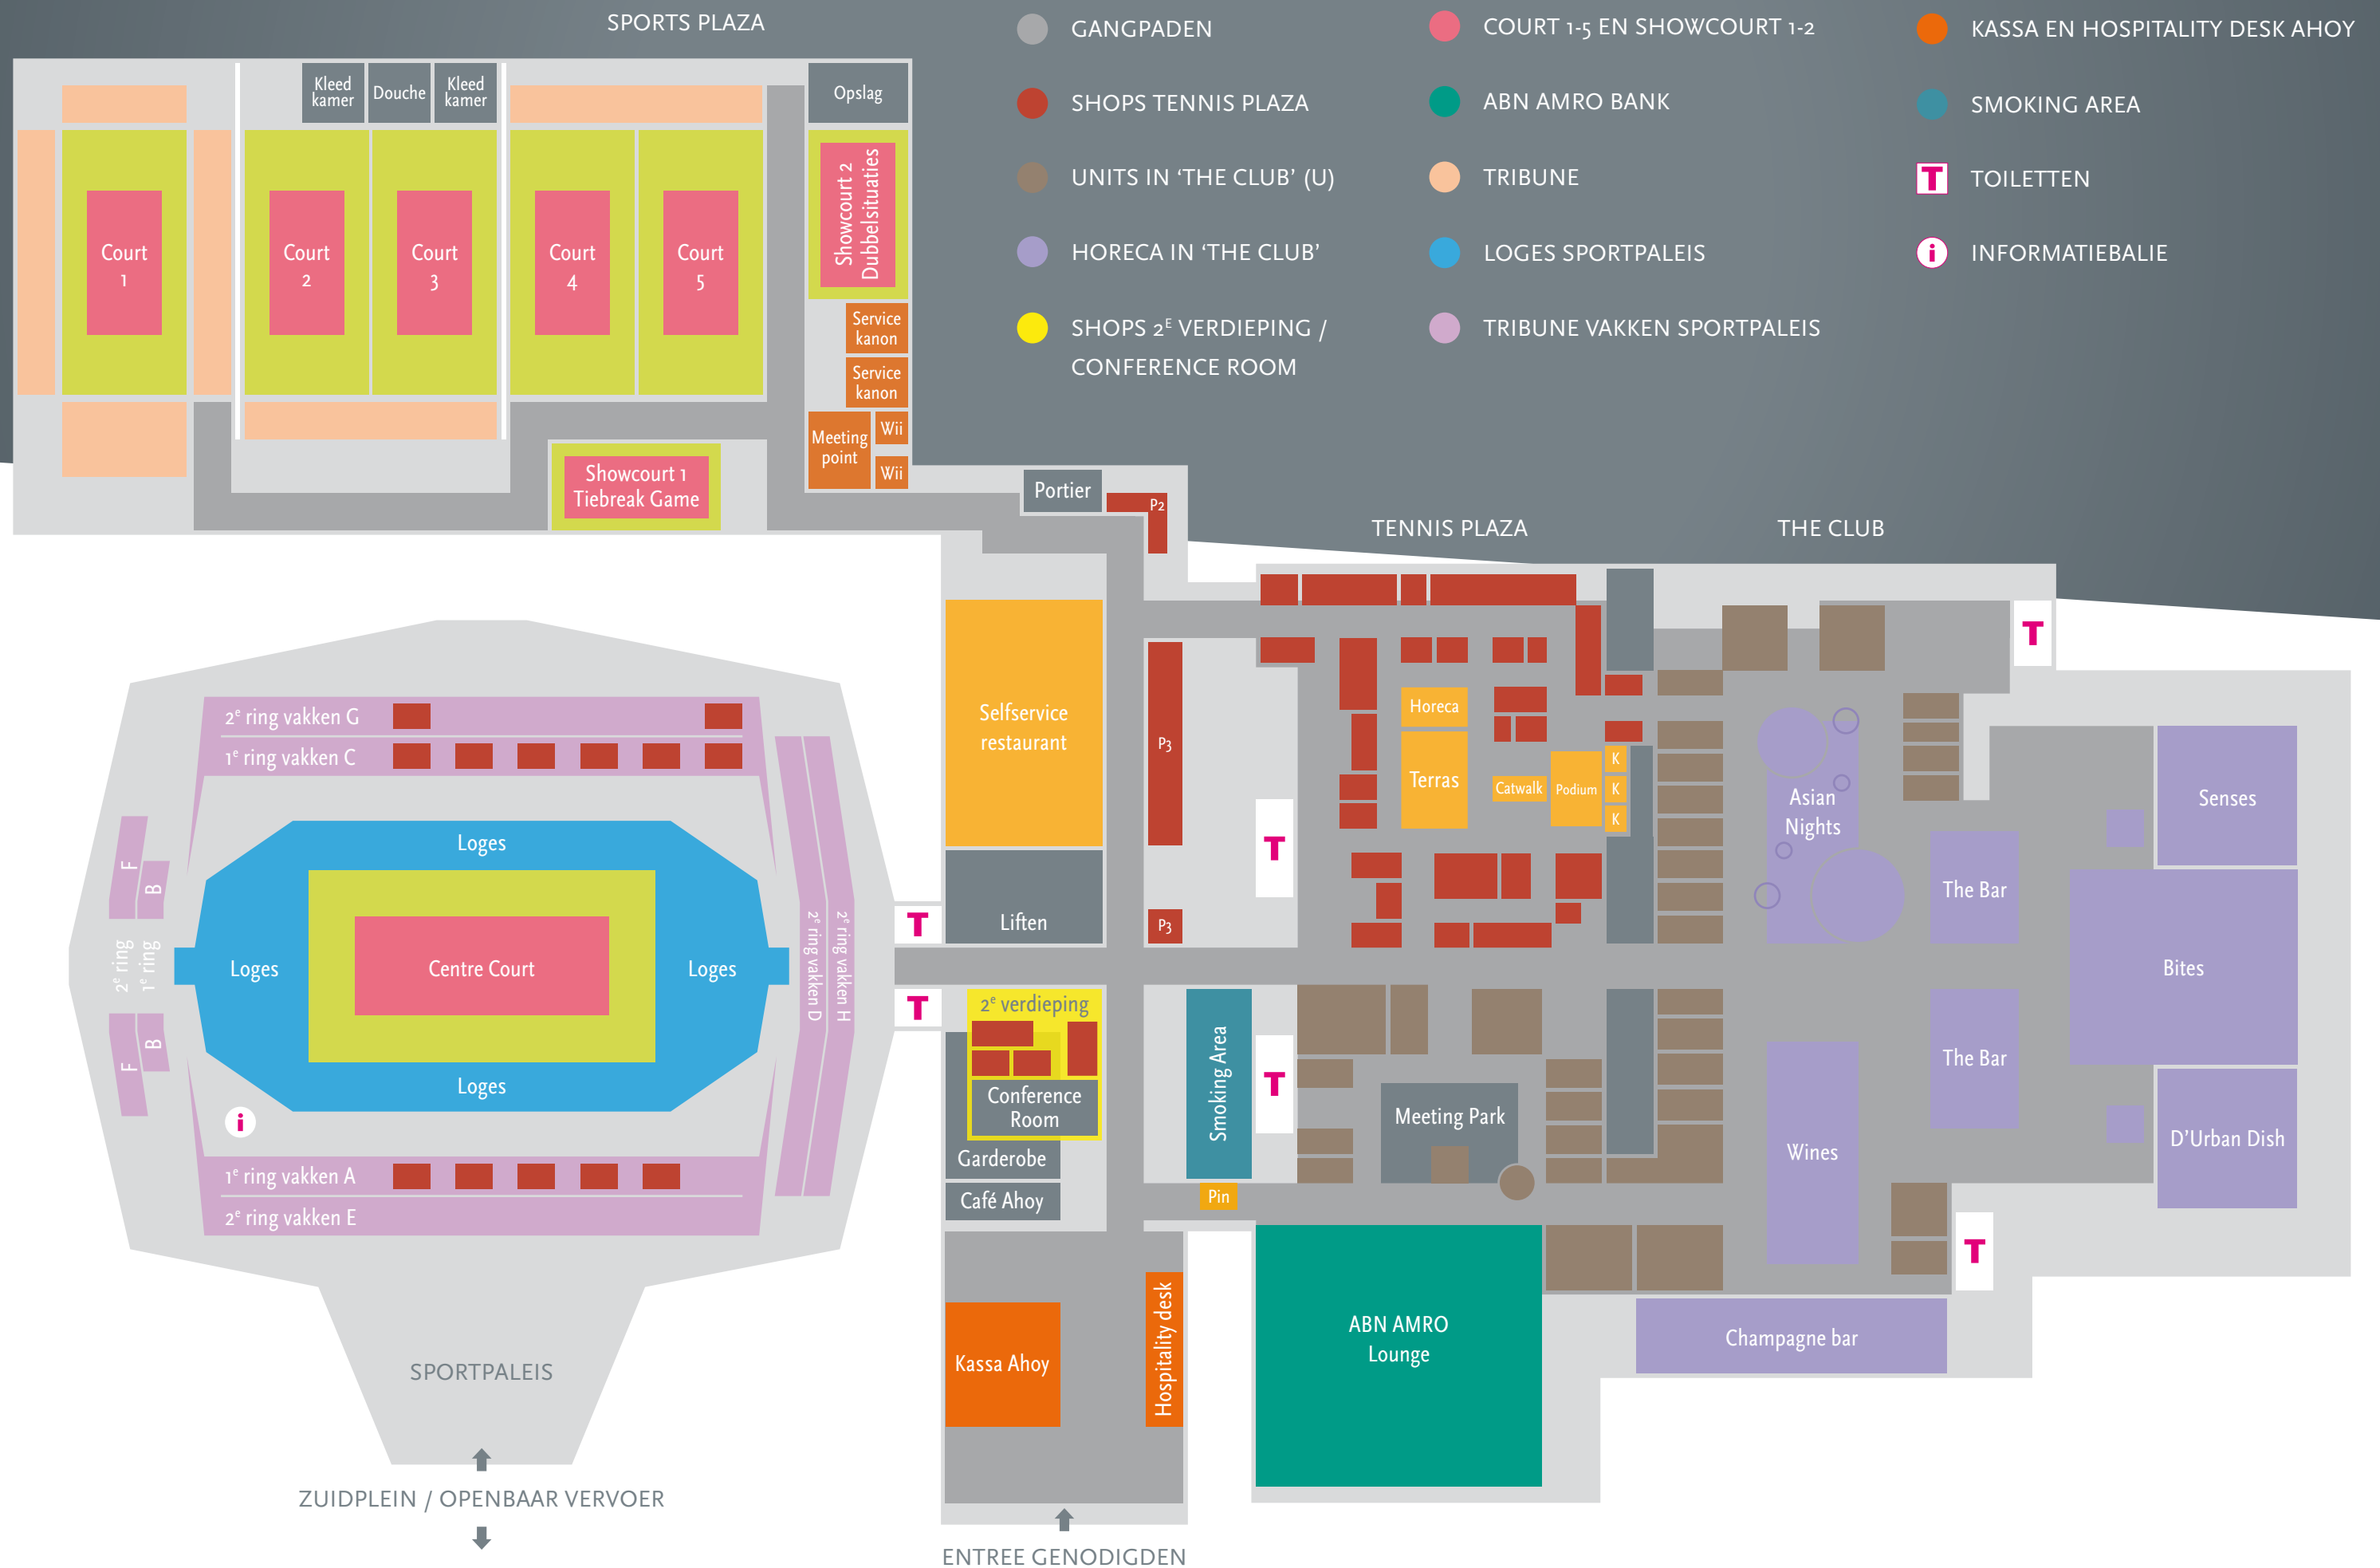 SPORTS PLAZA
GANGPADEN
SHOPS TENNIS PLAZA
UNITS IN ‘THE CLUB’ (U)
HORECA IN ‘THE CLUB’
SHOPS 2E VERDIEPING /
CONFERENCE ROOM
COURT 1-5 EN SHOWCOURT 1-2
ABN AMRO BANK
TRIBUNE
LOGES SPORTPALEIS
TRIBUNE VAKKEN SPORTPALEIS
KASSA EN HOSPITALITY DESK AHOY
SMOKING AREA
T
TOILETTEN
i
INFORMATIEBALIE
Kleed
kamer
Douche
Kleed
kamer
Opslag
Court
1
Court
2
Court
3
Court
4
Court
5
Showcourt 2
Dubbelsituaties
Service
kanon
Service
kanon
Meeting
point
Wii
Wii
Showcourt 1
Tiebreak Game
Portier
P2
TENNIS PLAZA
THE CLUB
Selfservice
restaurant
P3
Liften
P3
T
T
T
T
Horeca
Terras
Catwalk
Podium
K
K
K
T
Asian
Nights
Senses
The Bar
Bites
The Bar
D’Urban Dish
Wines
T
Champagne bar
2e ring vakken G
1e ring vakken C
F
B
2e ring
1e ring
B
F
Loges
Loges
Centre Court
Loges
Loges
2e ring vakken D
2e ring vakken H
i
1e ring vakken A
2e ring vakken E
2e verdieping
Conference
Room
Garderobe
Café Ahoy
Smoking Area
Pin
Meeting Park
Kassa Ahoy
Hospitality desk
ABN AMRO
Lounge
SPORTPALEIS
ZUIDPLEIN / OPENBAAR VERVOER
ENTREE GENODIGDEN